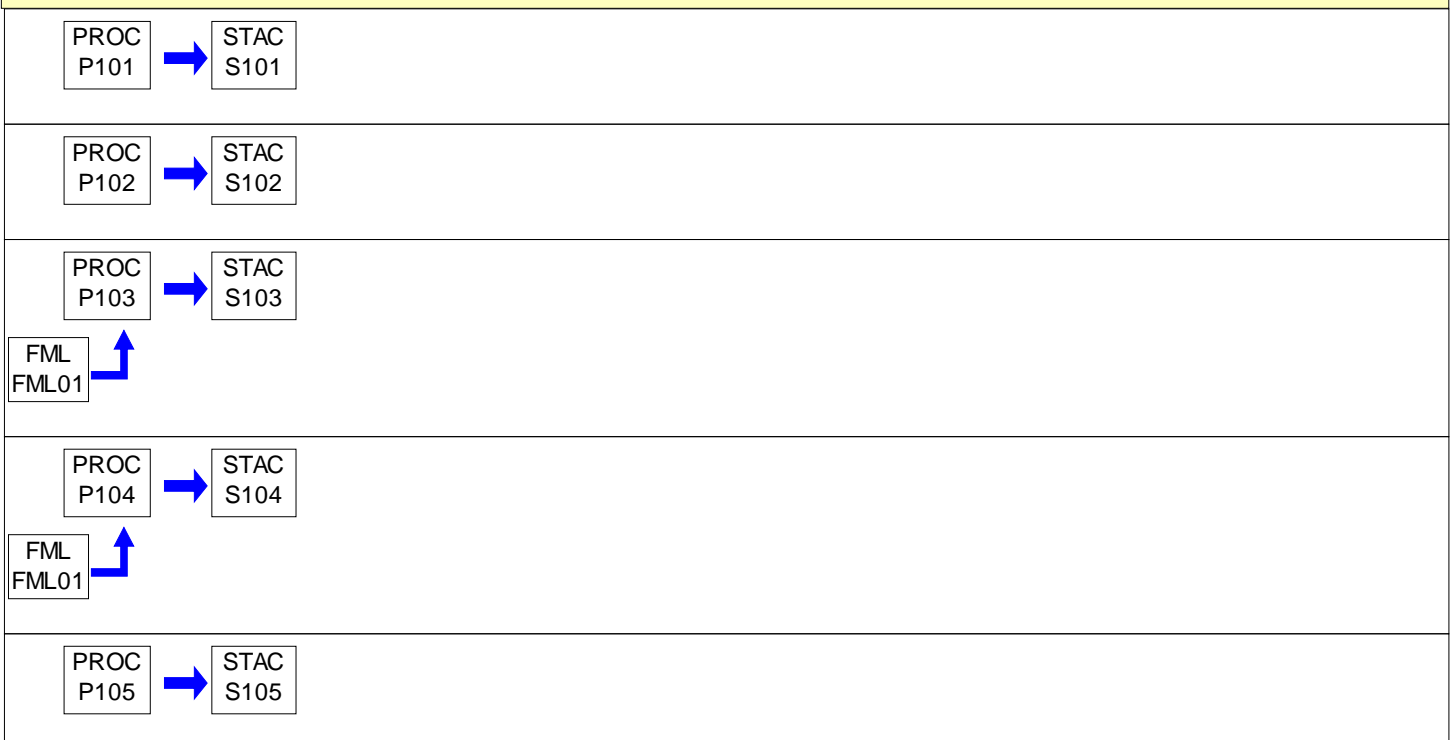 PROC
P101
STAC
S101
PROC
P102
STAC
S102
PROC
P103
STAC
S103
FML
FML01
PROC
P104
STAC
S104
FML
FML01
PROC
P105
STAC
S105